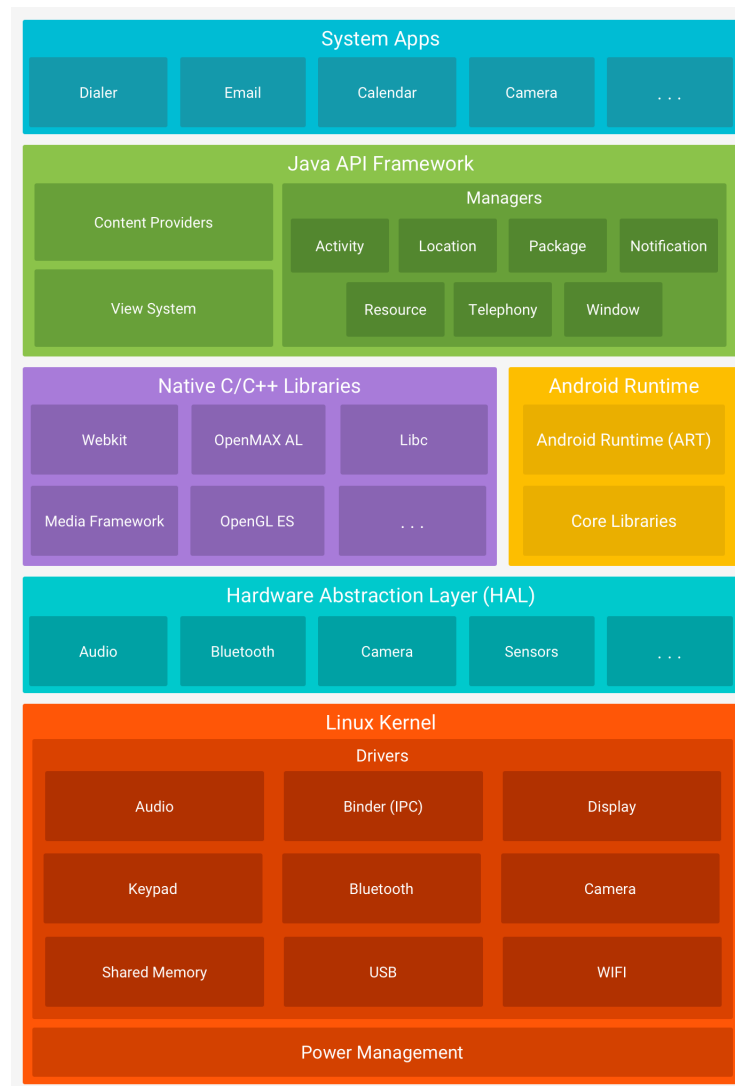 System Apps
Dialer
Email
Calendar
Camera
. . .
Java API Framework
Content Providers
View System
Managers
Activity
Location
Package
Notification
Resource
Telephony
Window
Native C/C++ Libraries
Webkit
OpenMAX AL
Libc
Media Framework
OpenGL ES
. . .
Android Runtime
Android Runtime (ART)
Core Libraries
Hardware Abstraction Layer (HAL)
Audio
Bluetooth
Camera
Sensors
. . .
Linux Kernel
Drivers
Audio
Binder (IPC)
Display
Keypad
Bluetooth
Camera
Shared Memory
USB
WIFI
Power Management